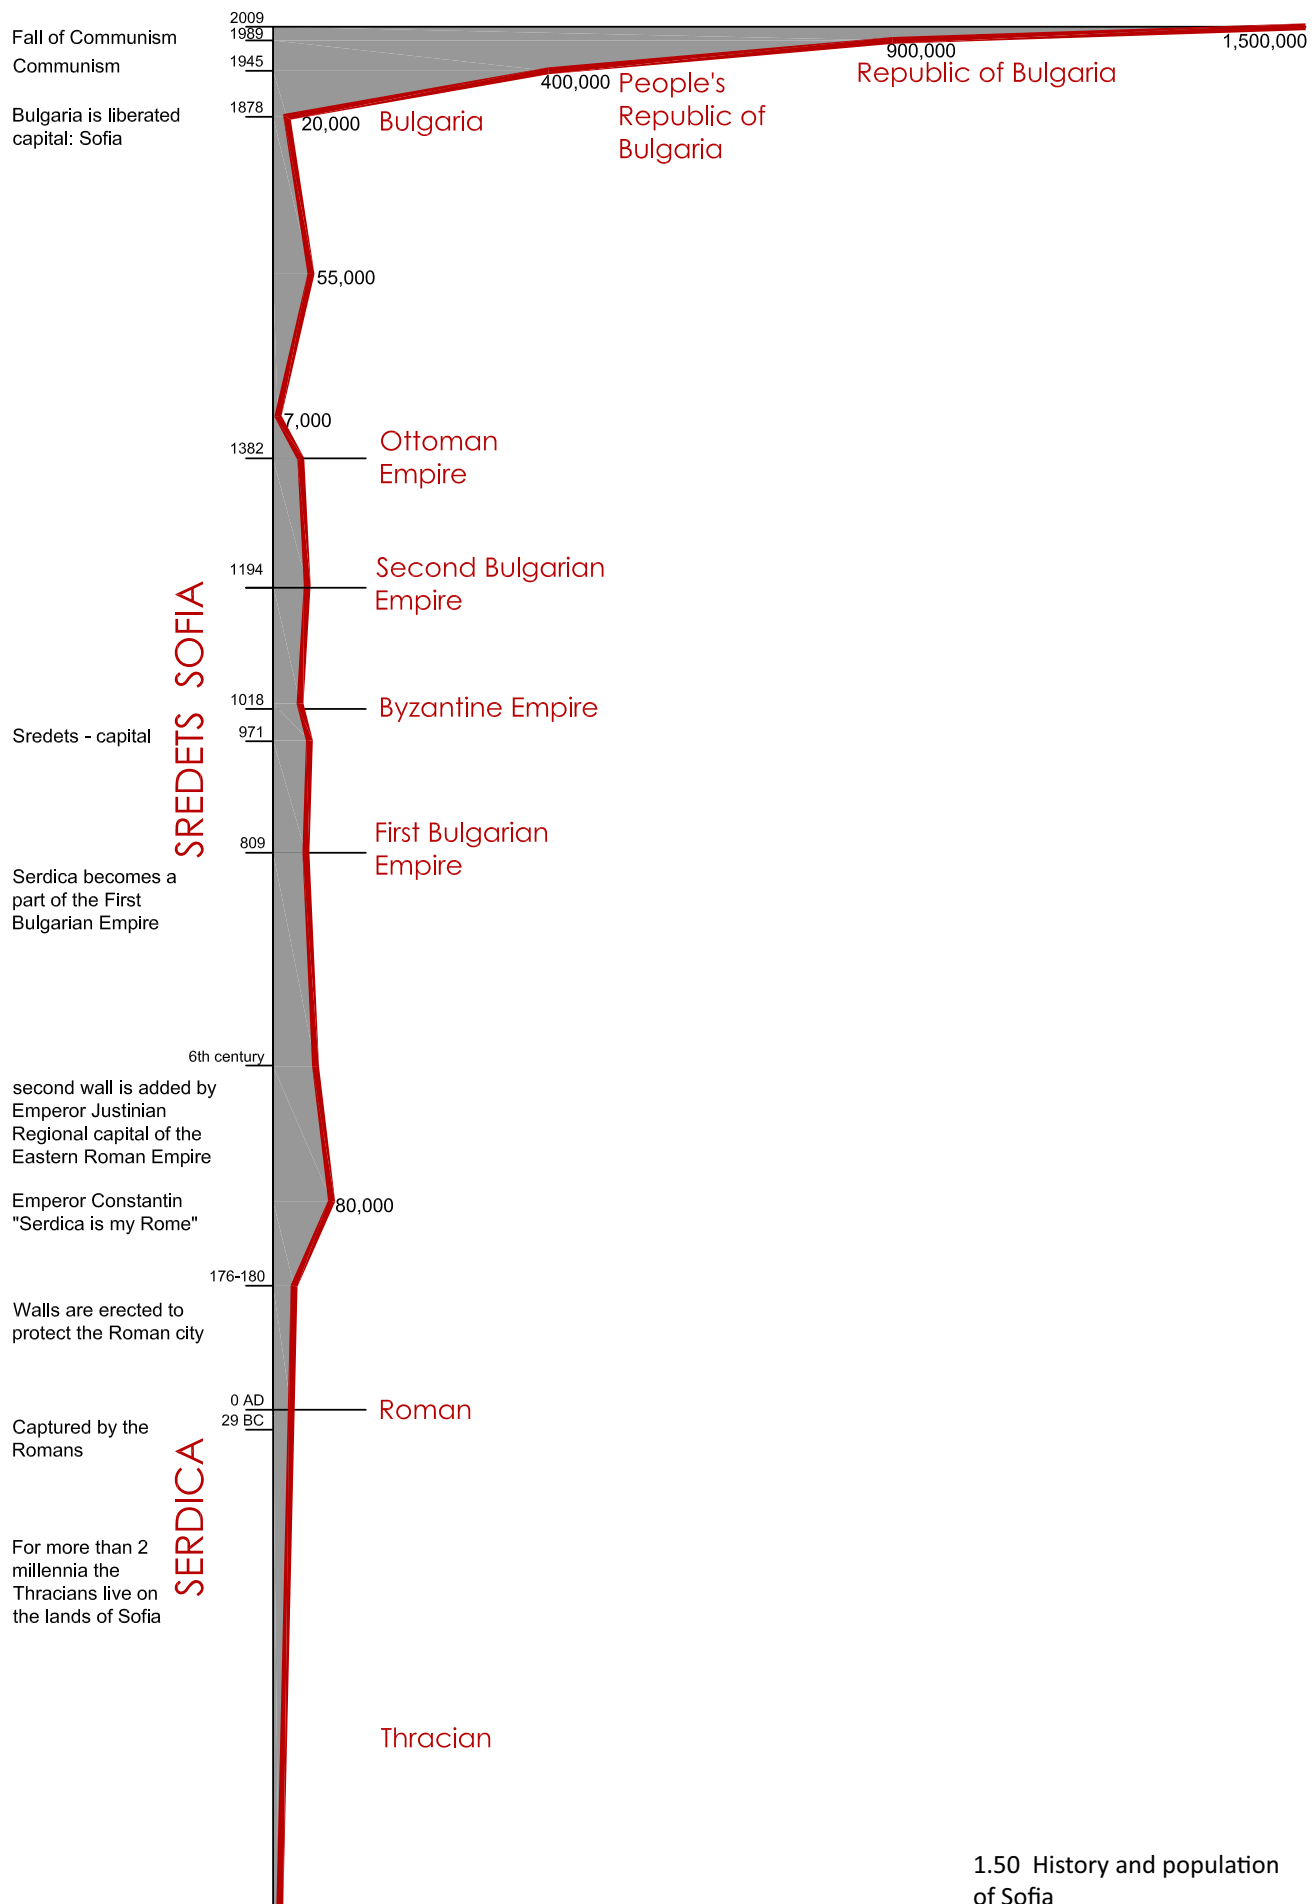 2009
Fall of Communism
1989
1,500,000
900,000
Communism
1945
Republic of Bulgaria
400,000
People's
Republic of
Bulgaria
Bulgaria is liberated
capital: Sofia
1878
20,000
Bulgaria
55,000
7,000
1382
Ottoman
Empire
1194
Second Bulgarian
Empire
SREDETS SOFIA
1018
Byzantine Empire
Sredets - capital
971
809
First Bulgarian
Empire
Serdica becomes a
part of the First
Bulgarian Empire
6th century
second wall is added by
Emperor Justinian
Regional capital of the
Eastern Roman Empire
Emperor Constantin
"Serdica is my Rome"
80,000
176-180
Walls are erected to
protect the Roman city
0 AD
Roman
29 BC
Captured by the
Romans
SERDICA
For more than 2
millennia the
Thracians live on
the lands of Sofia
Thracian
1.50 History and population
of Sofia